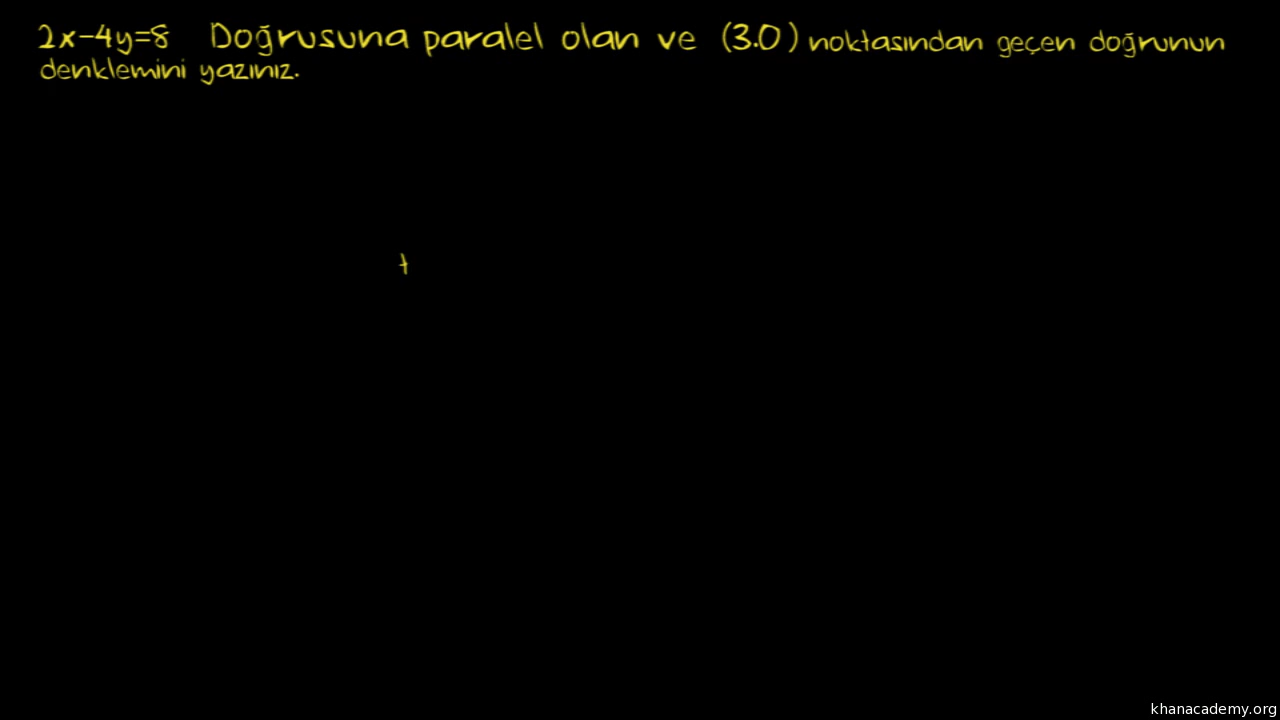 2x-4y=8 Doğrusuna paralel olan ve (3.0) noktasından geçen doğrunun
denklemini yazınız.
khanacademy.org